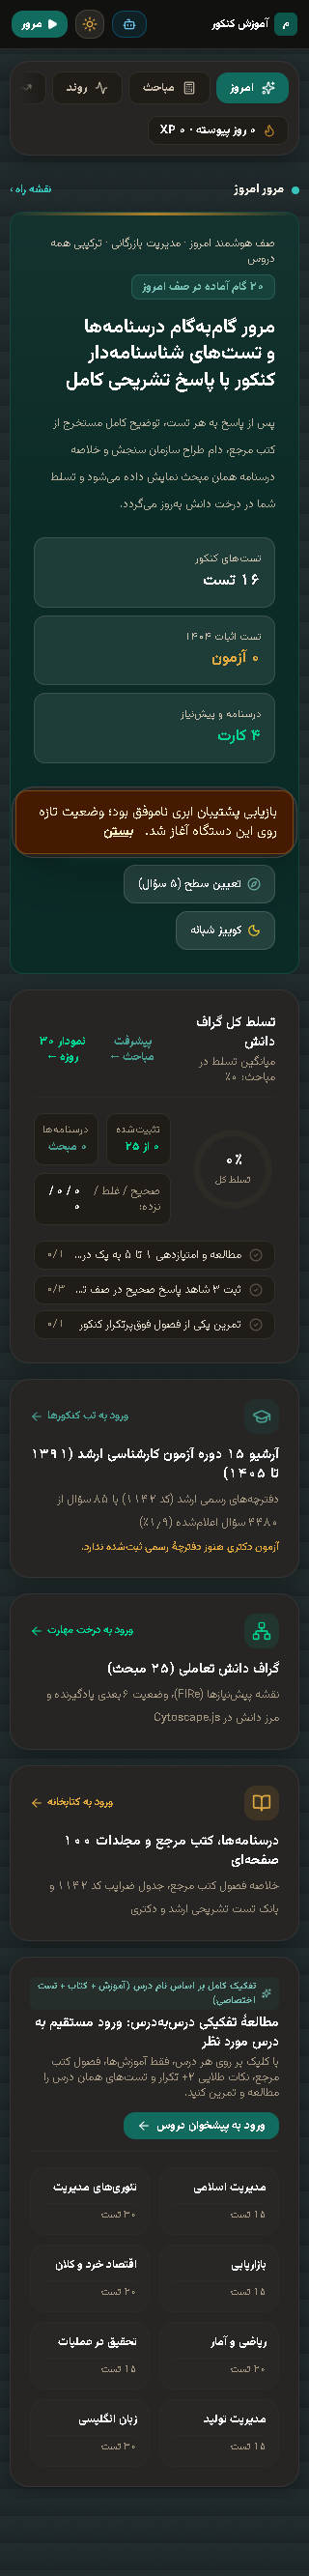 م
آموزش کنکور
مرور
امروز
مباحث
روند
۰ روز پیوسته · ۰ XP
مرور امروز
نقشه راه ›
صف هوشمند امروز · مدیریت بازرگانی · ترکیبی همه
دروس
۲۰ گام آماده در صف امروز
مرور گام‌به‌گام درسنامه‌ها
و تست‌های شناسنامه‌دار
کنکور با پاسخ تشریحی کامل
پس از پاسخ به هر تست، توضیح کامل مستخرج از
کتب مرجع، دام طراح سازمان سنجش و خلاصه
درسنامه همان مبحث نمایش داده می‌شود و تسلط
شما در درخت دانش به‌روز می‌گردد.
تست‌های کنکور
۱۶ تست
تست اثبات ۱۴۰۴
۰ آزمون
درسنامه و پیش‌نیاز
۴ کارت
بازیابی پشتیبان ابری ناموفق بود؛ وضعیت تازه
روی این دستگاه آغاز شد. بستن
تعیین سطح (۵ سؤال)
کوییز شبانه
تسلط کل گراف
دانش
میانگین تسلط در
مباحث: ۰٪
پیشرفت
مباحث ←
نمودار ۳۰
روزه ←
۰٪
تسلط کل
تثبیت‌شده
۰ از ۲۵
درسنامه‌ها
۰ مبحث
صحیح / غلط /
نزده:
۰ / ۰ /
۰
مطالعه و امتیازدهی ۱ تا ۵ به یک در...
۰/۱
ثبت ۳ شاهد پاسخ صحیح در صف ت...
۰/۳
تمرین یکی از فصول فوق‌پرتکرار کنکور
۰/۱
ورود به تب کنکورها ←
آرشیو ۱۵ دوره آزمون کارشناسی ارشد (۱۳۹۱
تا ۱۴۰۵)
دفترچه‌های رسمی ارشد (کد ۱۱۴۲) با ۸۵ سؤال از
۴۴۸۰ سؤال اعلام‌شده (۱٫۹٪)
آزمون دکتری هنوز دفترچهٔ رسمی ثبت‌شده ندارد.
ورود به درخت مهارت ←
گراف دانش تعاملی (۲۵ مبحث)
نقشه پیش‌نیازها (FIRe)، وضعیت ۶بعدی یادگیرنده و
مرز دانش در Cytoscape.js
ورود به کتابخانه ←
درسنامه‌ها، کتب مرجع و مجلدات ۱۰۰
صفحه‌ای
خلاصه فصول کتب مرجع، جدول ضرایب کد ۱۱۴۲ و
بانک تست تشریحی ارشد و دکتری
تفکیک کامل بر اساس نام درس (آموزش + کتاب + تست
اختصاصی)
مطالعهٔ تفکیکی درس‌به‌درس: ورود مستقیم به
درس مورد نظر
با کلیک بر روی هر درس، فقط آموزش‌ها، فصول کتب
مرجع، نکات طلایی ۲+ تکرار و تست‌های همان درس را
مطالعه و تمرین کنید.
ورود به پیشخوان دروس ←
مدیریت اسلامی
۱۵ تست
تئوری‌های مدیریت
۳۰ تست
بازاریابی
۱۵ تست
اقتصاد خرد و کلان
۲۰ تست
ریاضی و آمار
۲۰ تست
تحقیق در عملیات
۱۵ تست
مدیریت تولید
۱۵ تست
زبان انگلیسی
۳۰ تست